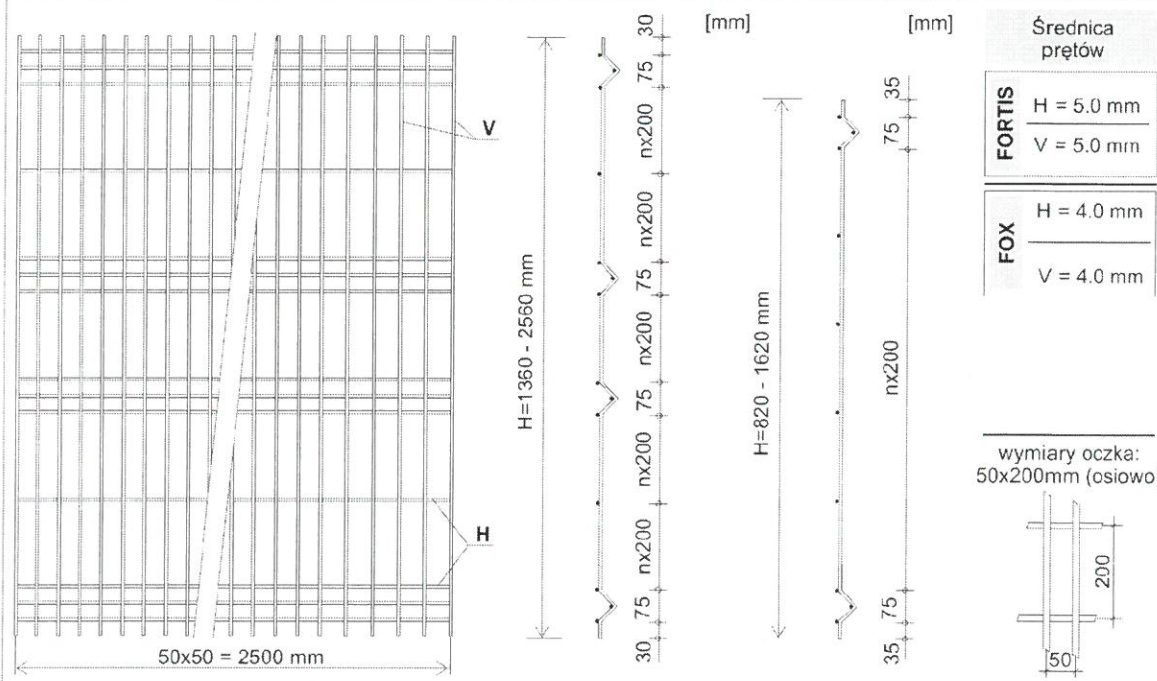 [mm]
[mm]
Średnica
prętów
FORTIS
H = 5.0 mm
V = 5.0 mm
FOX
H = 4.0 mm
V = 4.0 mm
V
H
50x50 = 2500 mm
H=1360 - 2560 mm
30
75
nx200
nx200
75
nx200
75
nx200
nx200
75
30
H=820 - 1620 mm
35
75
nx200
75
35
wymiary oczka:
50x200mm (osiowo
200
50